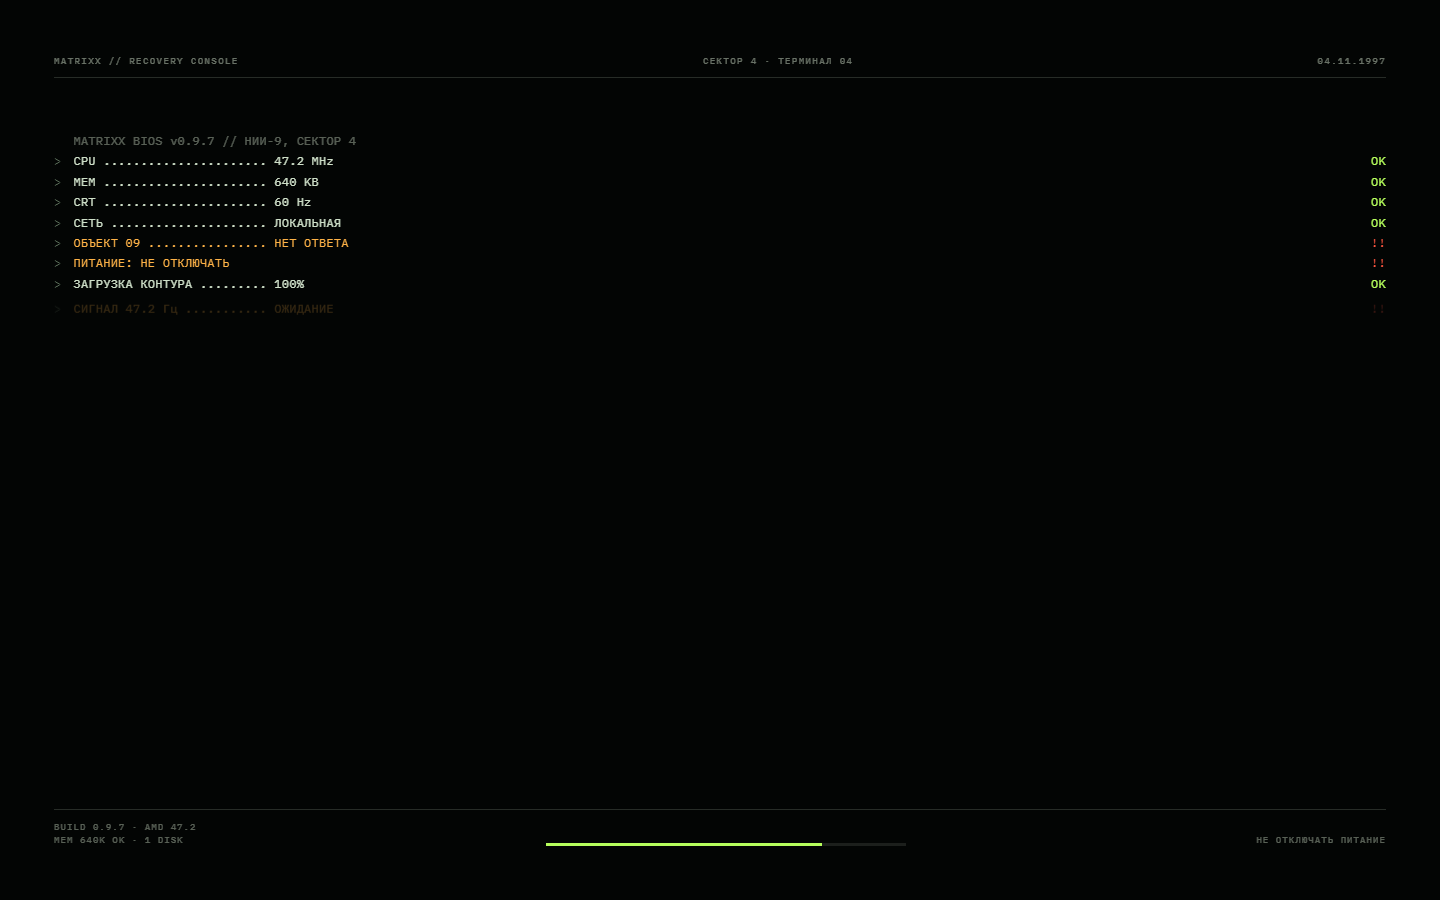 MATRIXX // RECOVERY CONSOLE
СЕКТОР 4 - ТЕРМИНАЛ 04
04.11.1997
MATRIXX BIOS v0.9.7 // НИИ-9, СЕКТОР 4
> CPU ...................... 47.2 MHz OK
> MEM ...................... 640 KB OK
> CRT ...................... 60 Hz OK
> СЕТЬ ..................... ЛОКАЛЬНАЯ OK
> ОБЪЕКТ 09 ................ НЕТ ОТВЕТА !!
> ПИТАНИЕ: НЕ ОТКЛЮЧАТЬ !!
> ЗАГРУЗКА КОНТУРА ......... 100% OK
> СИГНАЛ 47.2 Гц ........... ОЖИДАНИЕ !!
BUILD 0.9.7 - AMD 47.2
MEM 640K OK - 1 DISK
НЕ ОТКЛЮЧАТЬ ПИТАНИЕ